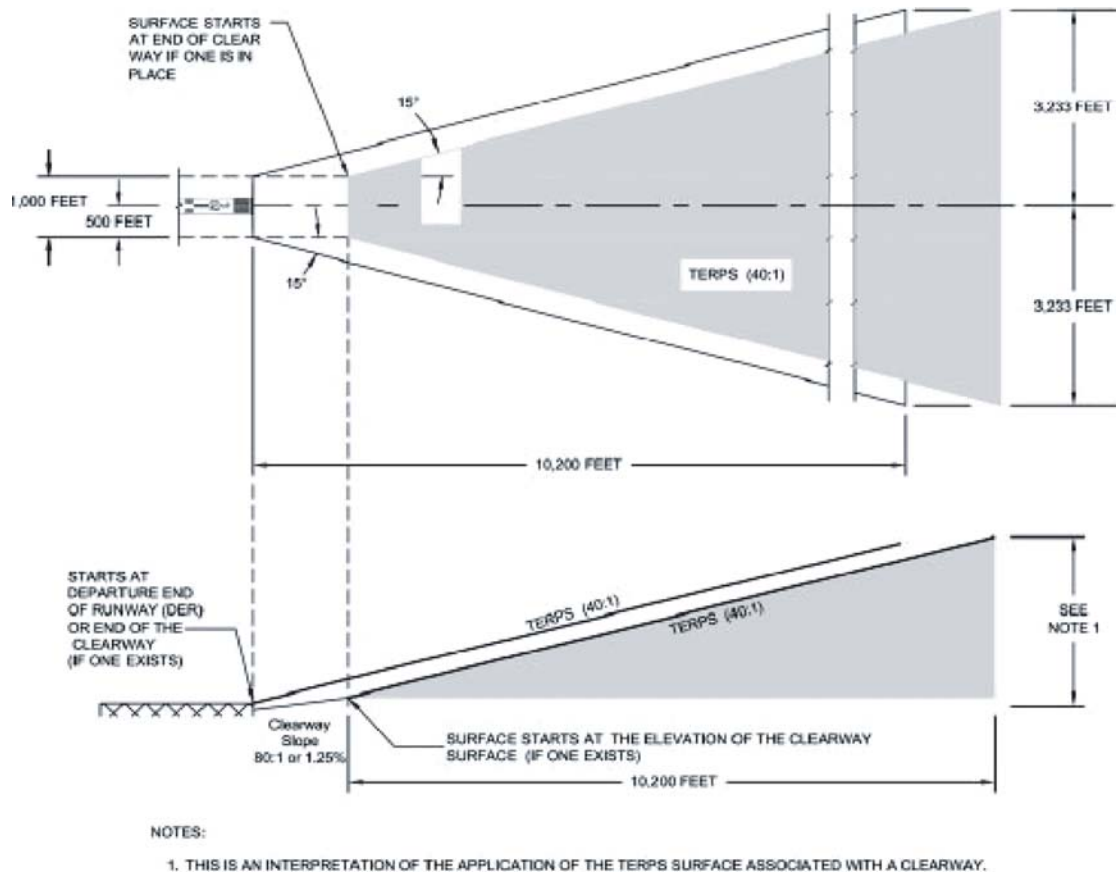 SURFACE STARTS
AT END OF CLEAR
WAY IF ONE IS IN
PLACE
15°
3,233 FEET
1,000 FEET
500 FEET
15°
TERPS (40:1)
3,233 FEET
10,200 FEET
STARTS AT
DEPARTURE END
OF RUNWAY (DER)
OR END OF THE
CLEARWAY
(IF ONE EXISTS)
TERPS (40:1)
TERPS (40:1)
SEE
NOTE 1
Clearway
Slope
80:1 or 1.25%
SURFACE STARTS AT THE ELEVATION OF THE CLEARWAY
SURFACE (IF ONE EXISTS)
10,200 FEET
NOTES:
1. THIS IS AN INTERPRETATION OF THE APPLICATION OF THE TERPS SURFACE ASSOCIATED WITH A CLEARWAY.